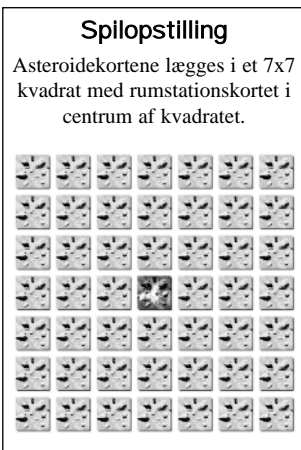 Spilopstilling
Asteroidekortene lægges i et 7x7
kvadrat med rumstationskortet i
centrum af kvadratet.